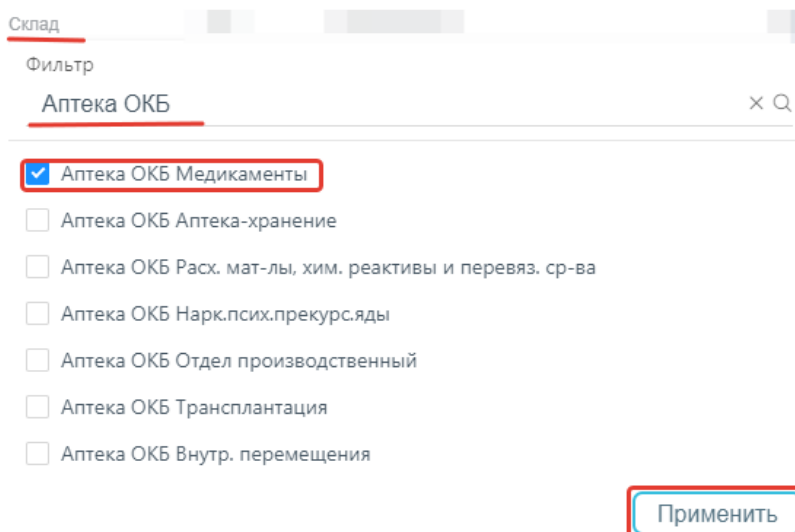 Склад
Фильтр
Аптека ОКБ
Аптека ОКБ Медикаменты
Аптека ОКБ Аптека-хранение
Аптека ОКБ Расх. мат-лы, хим. реактивы и перевяз. ср-ва
Аптека ОКБ Нарк.псих.прекурс.яды
Аптека ОКБ Отдел производственный
Аптека ОКБ Трансплантация
Аптека ОКБ Внутр. перемещения
Применить